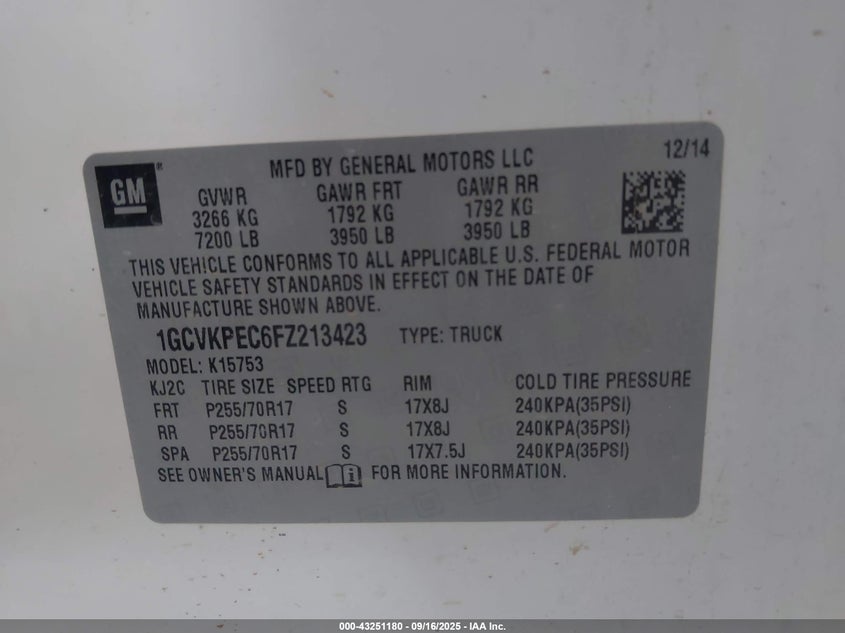 GM ®
MFD BY GENERAL MOTORS LLC
12/14
GVWR GAWR FRT GAWR RR
3266 KG 1792 KG 1792 KG
7200 LB 3950 LB 3950 LB
THIS VEHICLE CONFORMS TO ALL APPLICABLE U.S. FEDERAL MOTOR
VEHICLE SAFETY STANDARDS IN EFFECT ON THE DATE OF
MANUFACTURE SHOWN ABOVE.
1GCVKPEC6FZ213423 TYPE: TRUCK
MODEL: K15753
KJ2C TIRE SIZE SPEED RTG RIM COLD TIRE PRESSURE
FRT P255/70R17 S 17X8J 240KPA(35PSI)
RR P255/70R17 S 17X8J 240KPA(35PSI)
SPA P255/70R17 S 17X7.5J 240KPA(35PSI)
SEE OWNER'S MANUAL FOR MORE INFORMATION.
000-43251180 - 09/16/2025 - IAA Inc.